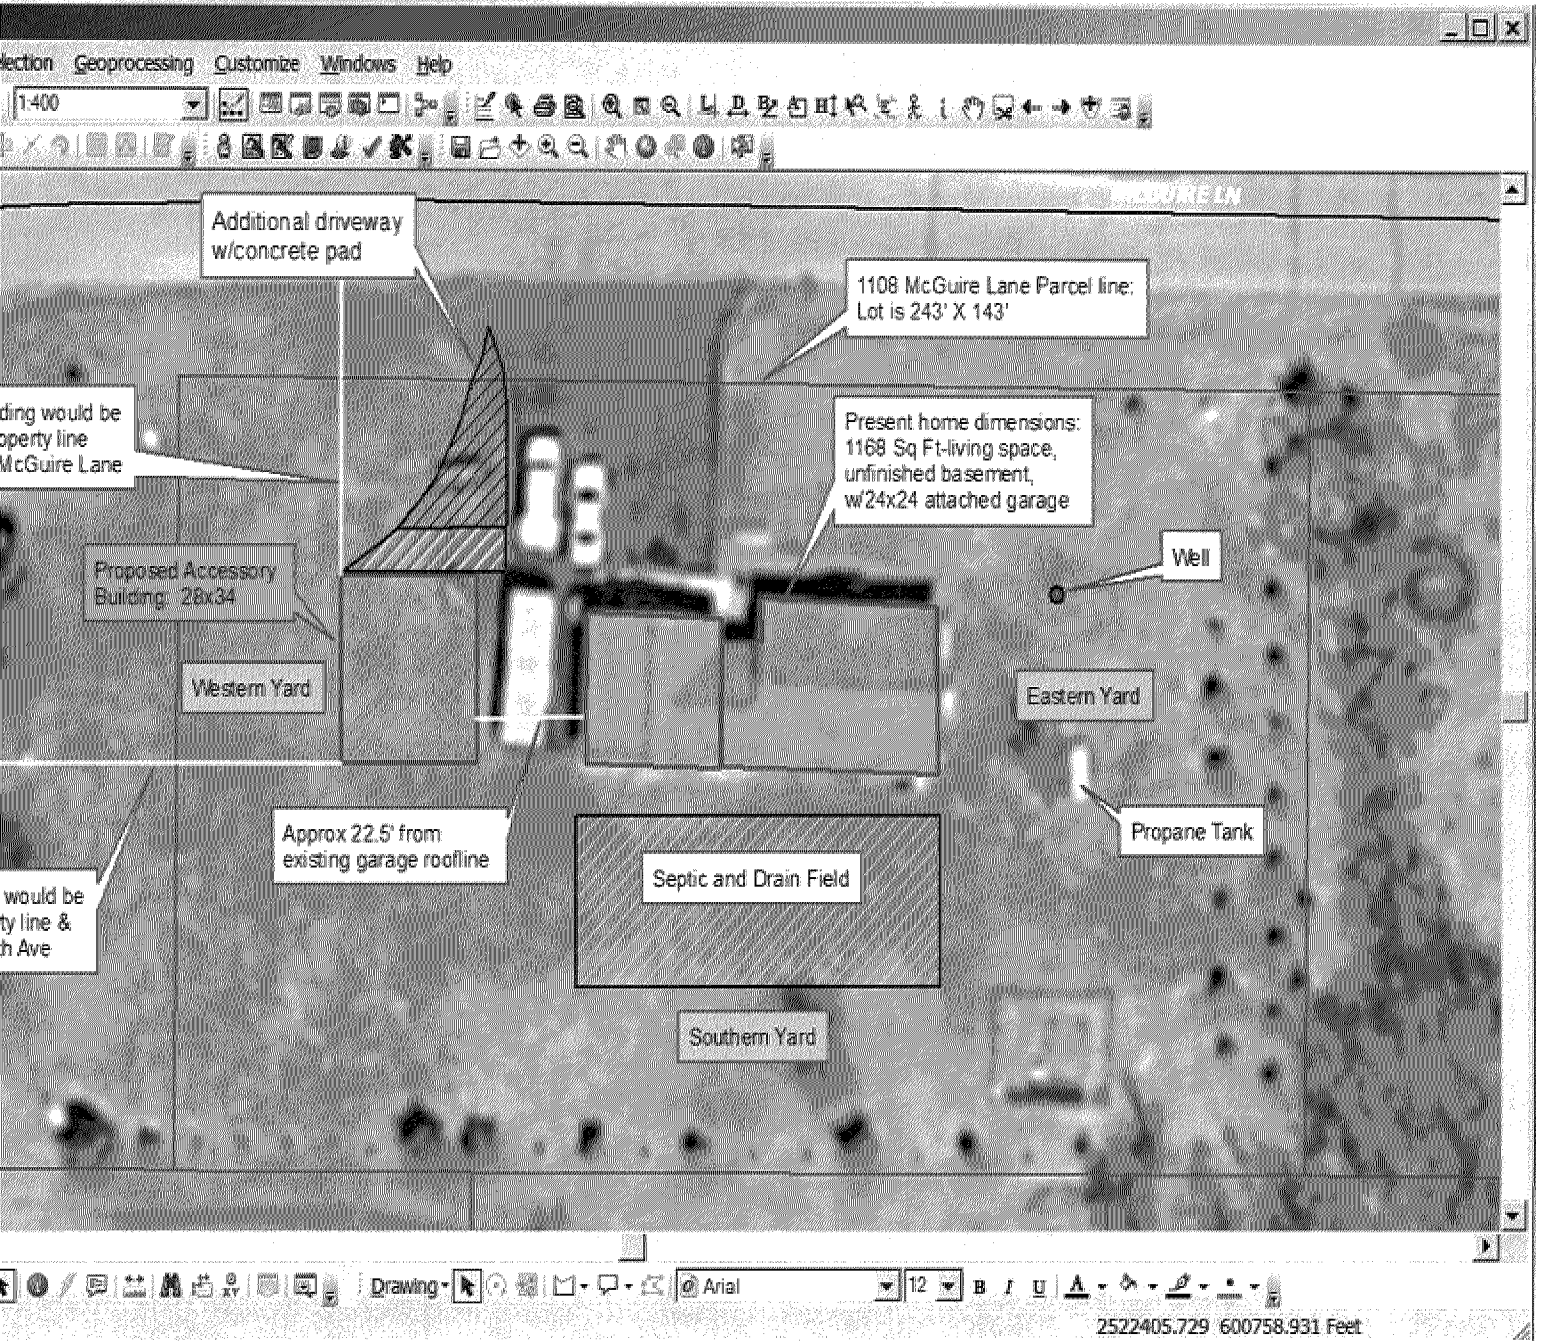 Geoprocessing Customize Windows Help
1:400
MCGUIRE LN
Additional driveway
w/concrete pad
1108 McGuire Lane Parcel line:
Lot is 243' X 143'
ding would be
operty line
McGuire Lane
Present home dimensions:
1168 Sq Ft-living space,
unfinished basement,
w/24x24 attached garage
Well
Proposed Accessory
Building: 28x34
Western Yard
Eastern Yard
Approx 22.5' from
existing garage roofline
Propane Tank
Septic and Drain Field
would be
ty line &
h Ave
Southern Yard
Drawing
Arial
12
B I U A
2522405.729 600758.931 Feet